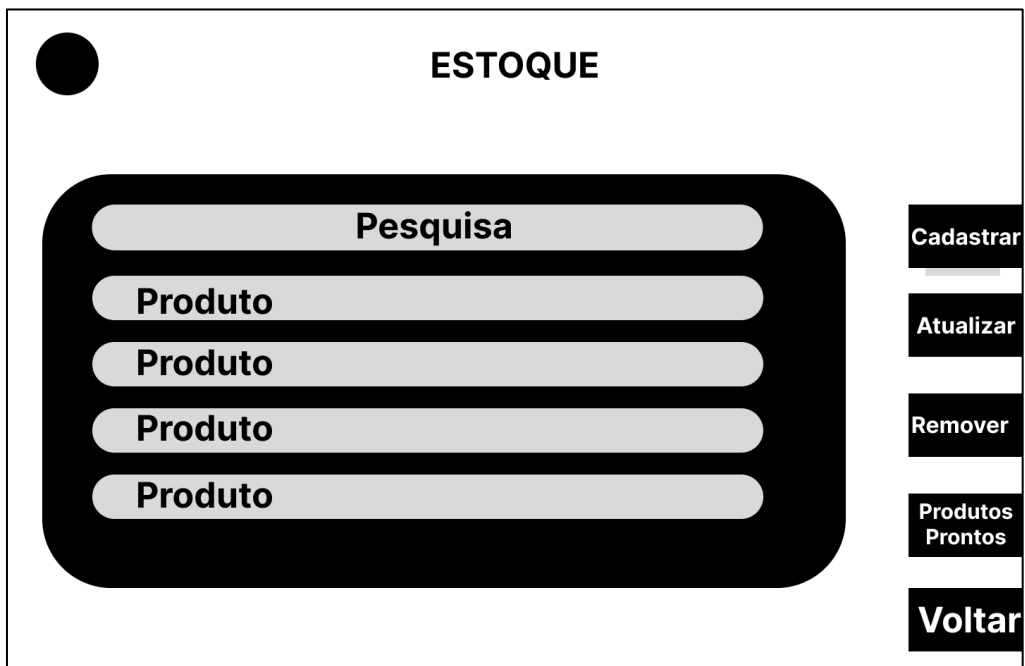 ESTOQUE
Pesquisa
Produto
Produto
Produto
Produto
Cadastrar
Atualizar
Remover
Produtos
Prontos
Voltar